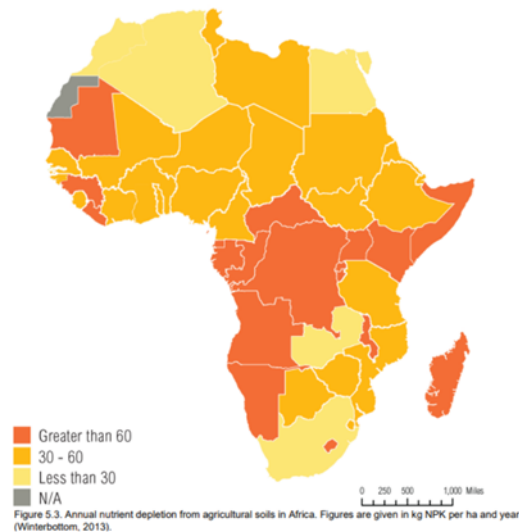 Greater than 60
30 - 60
Less than 30
N/A
0 250 500 1,000 Miles
Figure 5.3. Annual nutrient depletion from agricultural soils in Africa. Figures are given in kg NPK per ha and year
(Winterbottom, 2013).